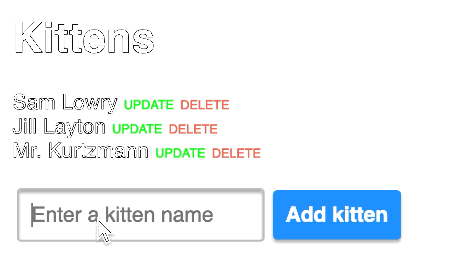 Kittens
Sam Lowry UPDATE DELETE
Jill Layton UPDATE DELETE
Mr. Kurtzmann UPDATE DELETE
Enter a kitten name Add kitten